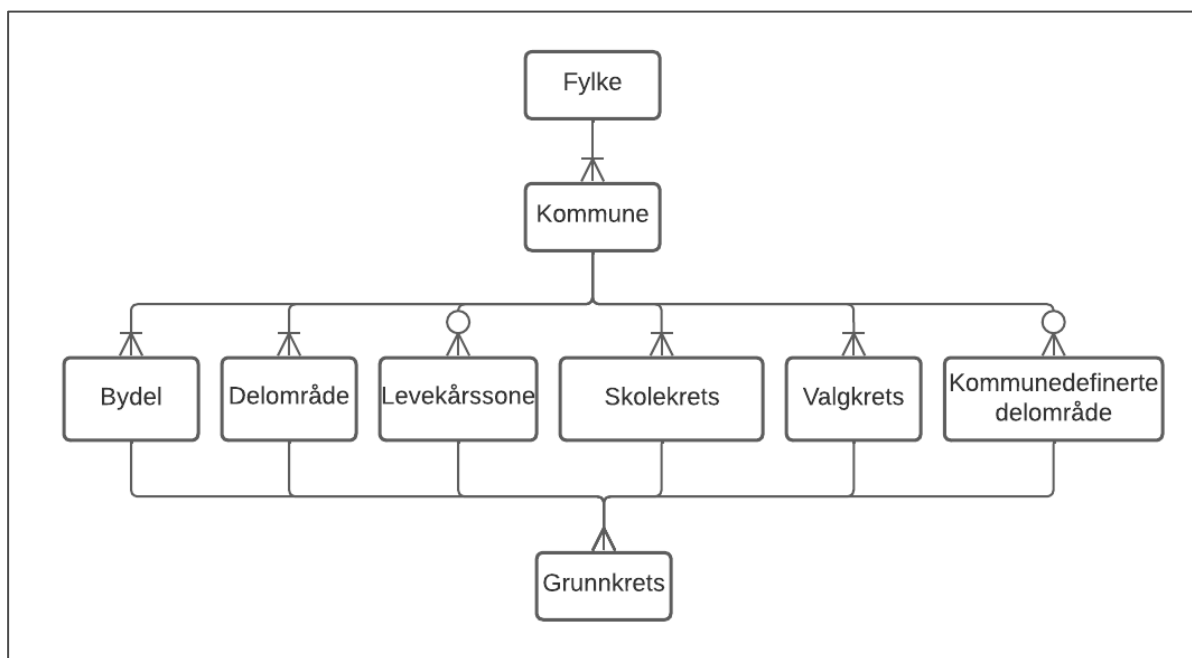 Fylke
Kommune
Bydel
Delområde
Levekårssone
Skolekrets
Valgkrets
Kommunedefinerte
delområde
Grunnkrets